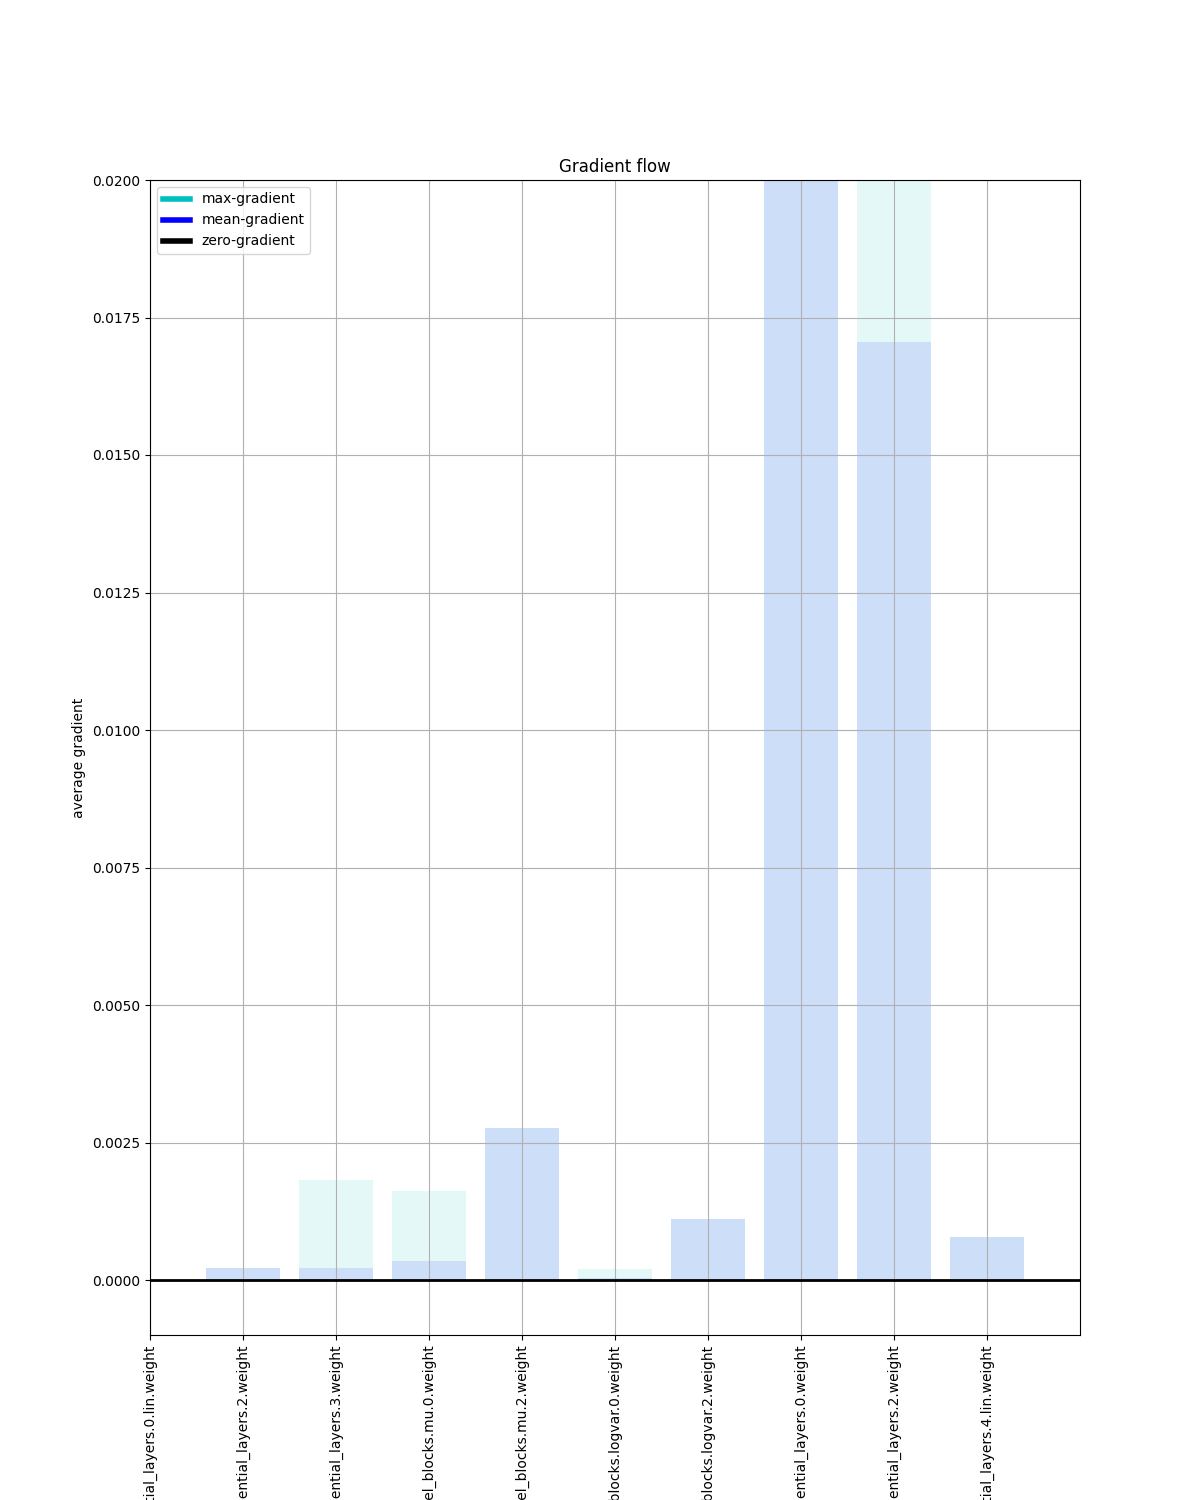 Gradient flow
max-gradient
mean-gradient
zero-gradient
0.0200
0.0175
0.0150
0.0125
0.0100
0.0075
0.0050
0.0025
0.0000
average gradient
tial_layers.0.lin.weight
ential_layers.2.weight
ential_layers.3.weight
el_blocks.mu.0.weight
el_blocks.mu.2.weight
blocks.logvar.0.weight
blocks.logvar.2.weight
ential_layers.0.weight
ential_layers.2.weight
tial_layers.4.lin.weight